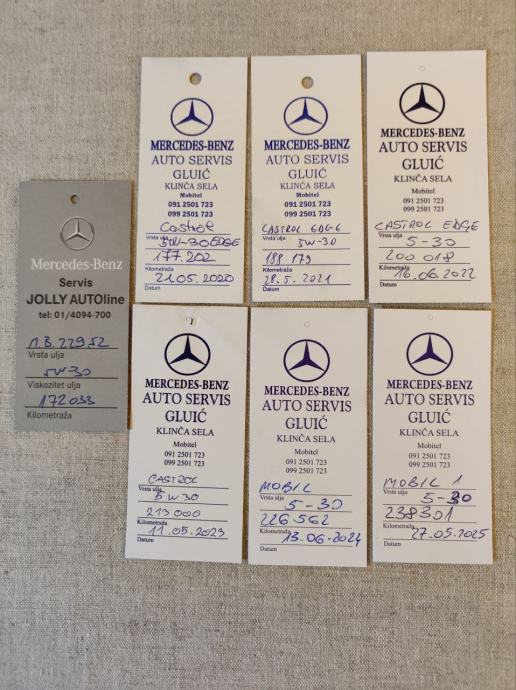 Mercedes-Benz
Servis
JOLLY AUTOline
tel: 01/4094-700
M.B. 229,52
Vrsta ulja
5W-30
Viskozitet ulja
172033
Kilometraža
MERCEDES-BENZ
AUTO SERVIS
GLUIĆ
KLINČA SELA
Mobitel
091 2501 723
099 2501 723
Castrol
Vrsta ulja
5W-30 EDGE
177.202
Kilometraža
21.05.2020
Datum
MERCEDES-BENZ
AUTO SERVIS
GLUIĆ
KLINČA SELA
Mobitel
091 2501 723
099 2501 723
CASTROL
Vrsta ulja
5W-30
188 179
Kilometraža
28.5.2021
Datum
MERCEDES-BENZ
AUTO SERVIS
GLUIĆ
KLINČA SELA
Mobitel
091 2501 723
099 2501 723
CASTROL EDGE
Vrsta ulja
5-30
200 018
Kilometraža
16.06.2022
Datum
MERCEDES-BENZ
AUTO SERVIS
GLUIĆ
KLINČA SELA
Mobitel
091 2501 723
099 2501 723
CASTROL
Vrsta ulja
5W30
213000
Kilometraža
11.05.2023
Datum
MERCEDES-BENZ
AUTO SERVIS
GLUIĆ
KLINČA SELA
Mobitel
091 2501 723
099 2501 723
MOBIL
Vrsta ulja
5-30
226 562
Kilometraža
13.06.2024
Datum
MERCEDES-BENZ
AUTO SERVIS
GLUIĆ
KLINČA SELA
Mobitel
091 2501 723
099 2501 723
MOBIL 1
Vrsta ulja
5-30
238301
Kilometraža
27.05.2025
Datum